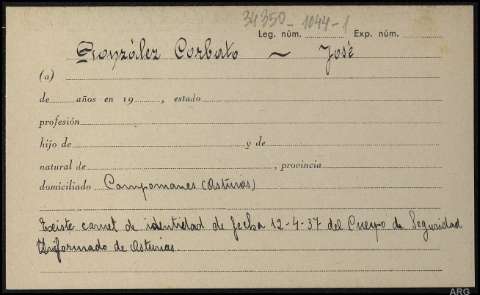 34350-1044-1
Leg. núm. Exp. núm.
González Corbato ~ José
(a)
de años en 19 , estado
profesión
hijo de y de
natural de , provincia
domiciliado Campomanes (Asturias)
Existe carnet de identidad de fecha 12-4-37 del Cuerpo de Seguridad
Uniformado de Asturias.
ARG